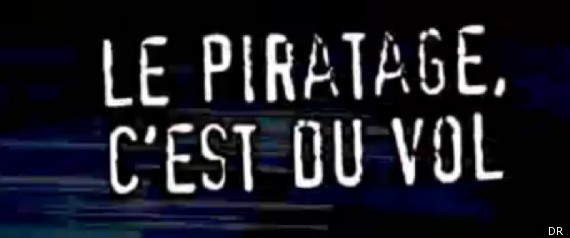 LE PIRATAGE,
C'EST DU VOL
DR